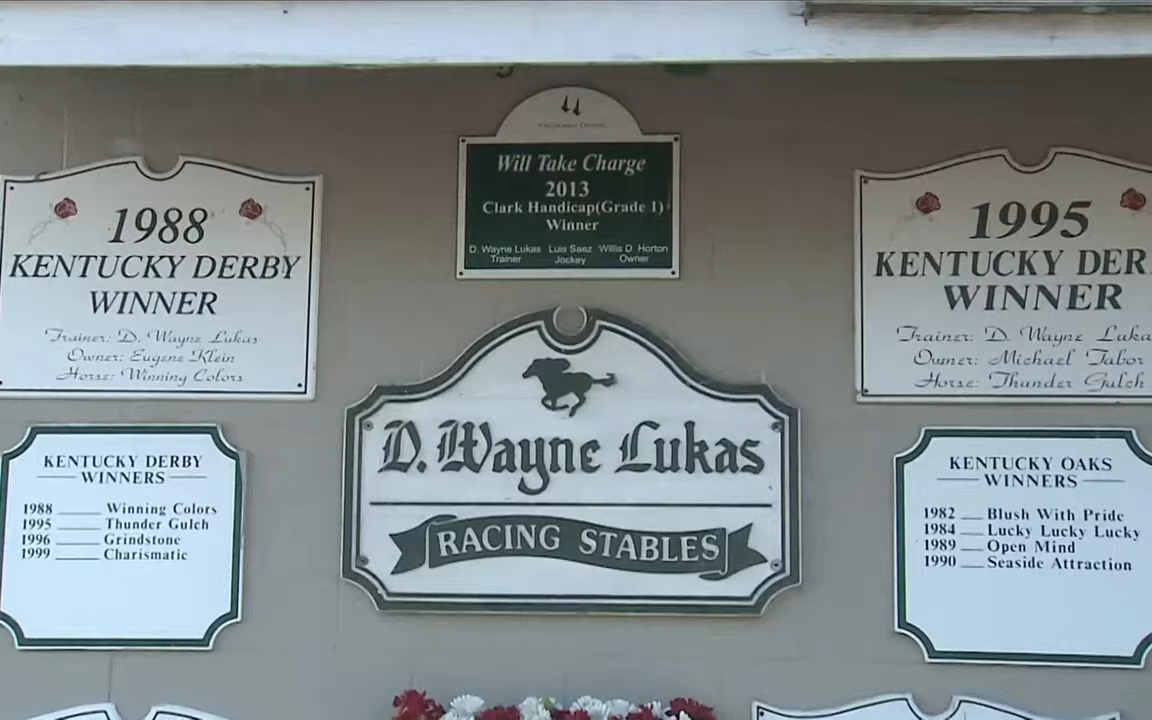 1988
KENTUCKY DERBY
WINNER
Trainer: D. Wayne Lukas
Owner: Eugene Klein
Horse: Winning Colors
Will Take Charge
2013
Clark Handicap(Grade 1)
Winner
D. Wayne Lukas Luis Saez Willis D. Horton
Trainer Jockey Owner
1995
KENTUCKY DER
WINNER
Trainer: D. Wayne Luka
Owner: Michael Tabor
Horse: Thunder Gulch
D. Wayne Lukas
RACING STABLES
KENTUCKY DERBY
WINNERS
1988 Winning Colors
1995 Thunder Gulch
1996 Grindstone
1999 Charismatic
KENTUCKY OAKS
WINNERS
1982 Blush With Pride
1984 Lucky Lucky Lucky
1989 Open Mind
1990 Seaside Attraction